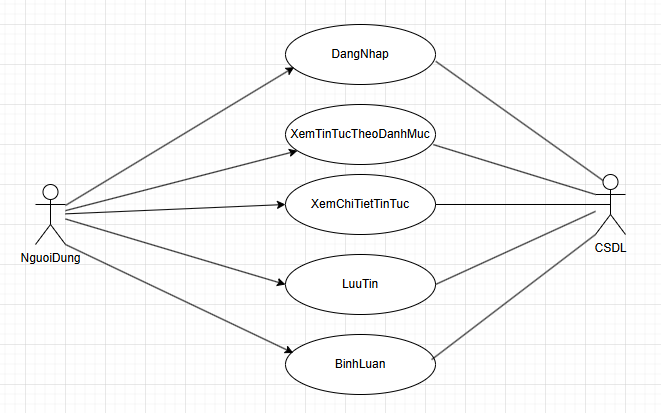 DangNhap
XemTinTucTheoDanhMuc
XemChiTietTinTuc
NguoiDung
CSDL
LuuTin
BinhLuan